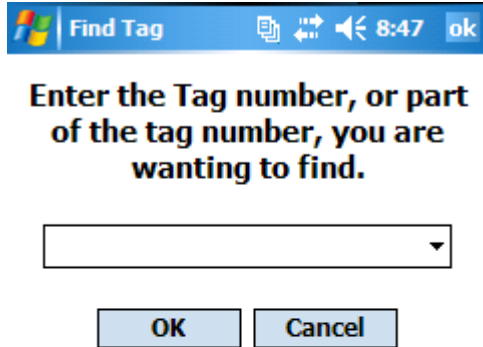 Find Tag 8:47 ok
Enter the Tag number, or part
of the tag number, you are
wanting to find.
OK Cancel